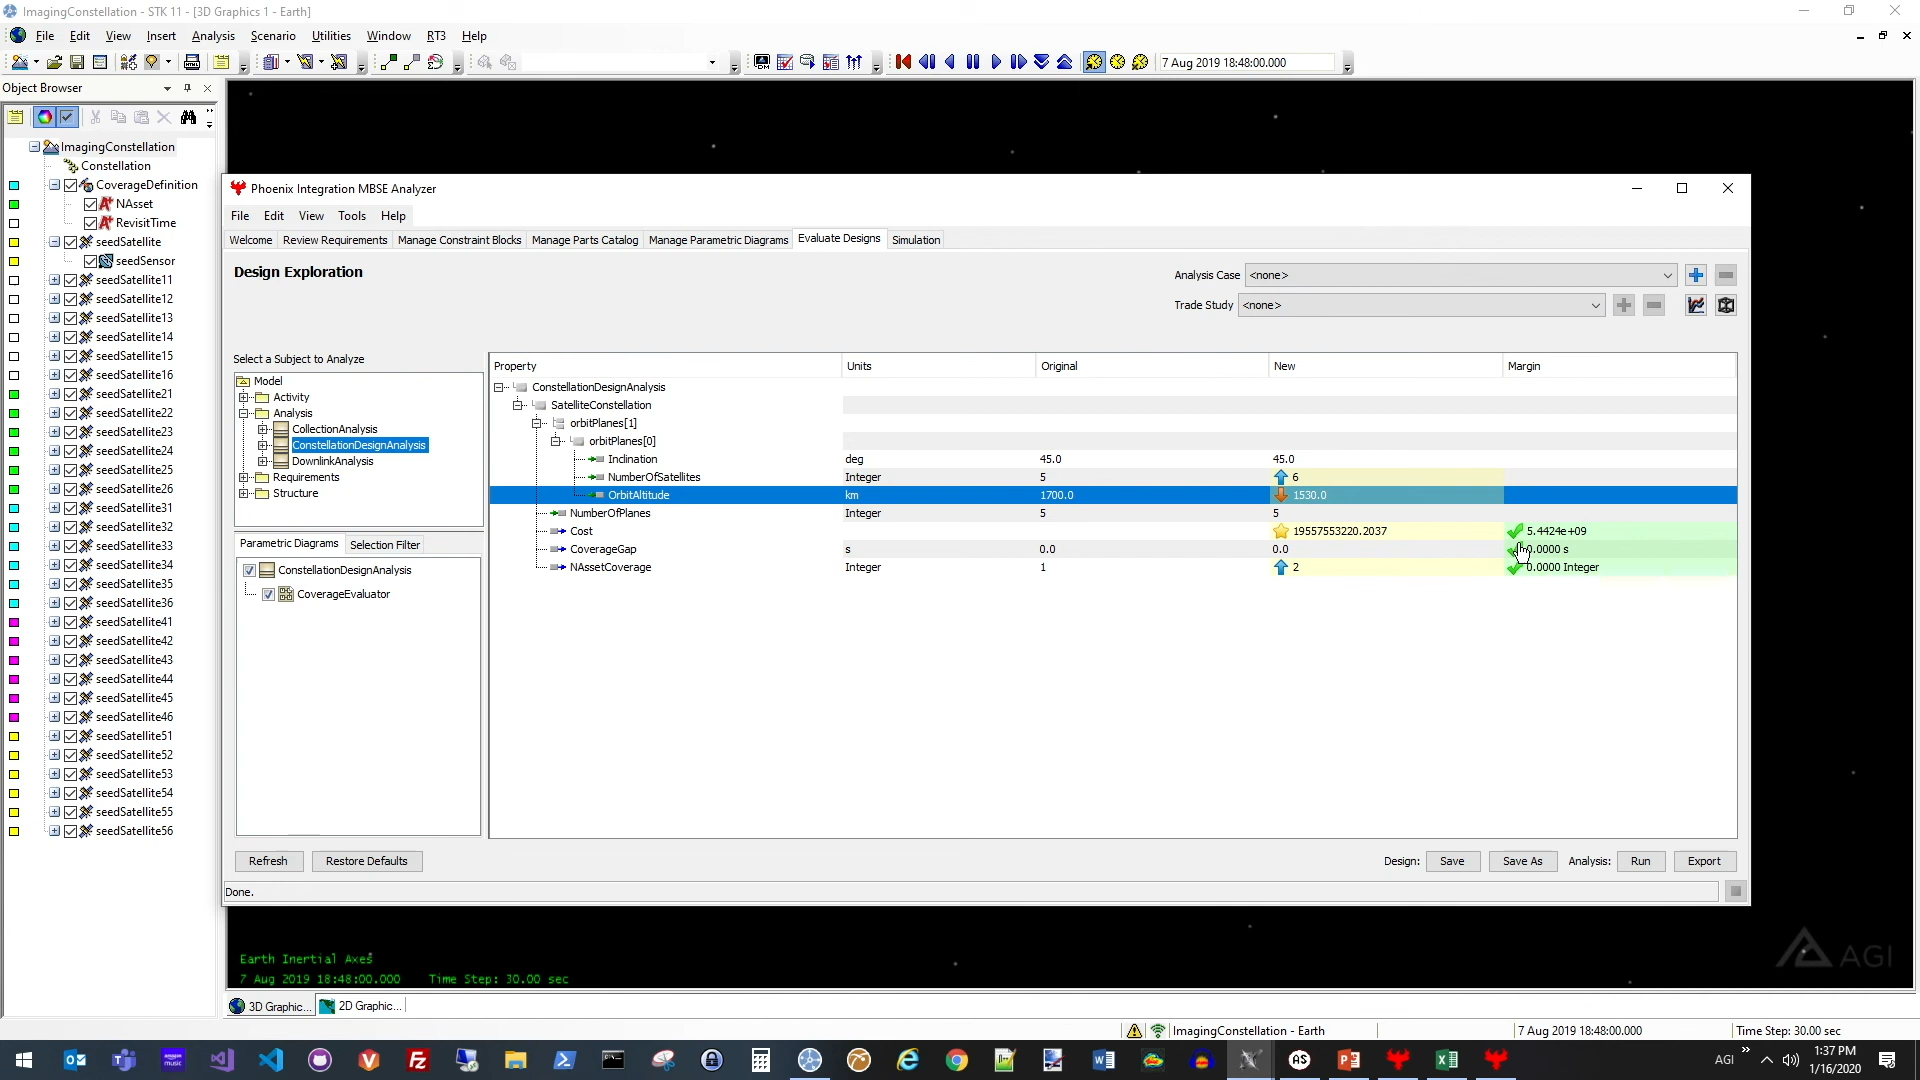 ImagingConstellation - STK 11 - [3D Graphics 1 - Earth]
File Edit View Insert Analysis Scenario Utilities Window RT3 Help
7 Aug 2019 18:48:00.000
Object Browser
ImagingConstellation
Constellation
CoverageDefinition
NAsset
RevisitTime
seedSatellite
seedSensor
seedSatellite11
seedSatellite12
seedSatellite13
seedSatellite14
seedSatellite15
seedSatellite16
seedSatellite21
seedSatellite22
seedSatellite23
seedSatellite24
seedSatellite25
seedSatellite26
seedSatellite31
seedSatellite32
seedSatellite33
seedSatellite34
seedSatellite35
seedSatellite36
seedSatellite41
seedSatellite42
seedSatellite43
seedSatellite44
seedSatellite45
seedSatellite46
seedSatellite51
seedSatellite52
seedSatellite53
seedSatellite54
seedSatellite55
seedSatellite56
Phoenix Integration MBSE Analyzer
File Edit View Tools Help
Welcome Review Requirements Manage Constraint Blocks Manage Parts Catalog Manage Parametric Diagrams Evaluate Designs Simulation
Design Exploration
Analysis Case <none>
Trade Study <none>
Select a Subject to Analyze
Model
Activity
Analysis
CollectionAnalysis
ConstellationDesignAnalysis
DownlinkAnalysis
Requirements
Structure
Parametric Diagrams Selection Filter
ConstellationDesignAnalysis
CoverageEvaluator
Property Units Original New Margin
ConstellationDesignAnalysis
SatelliteConstellation
orbitPlanes[1]
orbitPlanes[0]
Inclination deg 45.0 45.0
NumberOfSatellites Integer 5 6
OrbitAltitude km 1700.0 1530.0
NumberOfPlanes Integer 5 5
Cost 19557553220.2037 5.4424e+09
CoverageGap s 0.0 0.0 0.0000 s
NAssetCoverage Integer 1 2 0.0000 Integer
Refresh Restore Defaults Design: Save Save As Analysis: Run Export
Done.
AGI
Earth Inertial Axes
7 Aug 2019 18:48:00.000 Time Step: 30.00 sec
3D Graphic... 2D Graphic...
ImagingConstellation - Earth 7 Aug 2019 18:48:00.000 Time Step: 30.00 sec
AGI 1:37 PM
1/16/2020